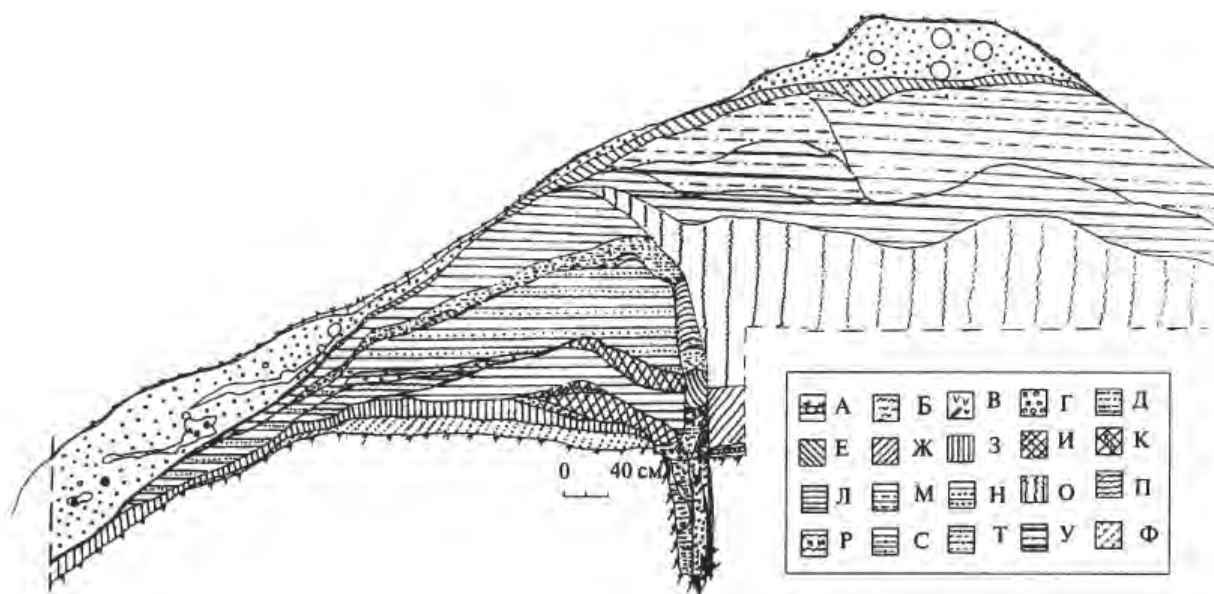 0 40 см
А Б В Г Д
Е Ж З И К
Л М Н О П
Р С Т У Ф